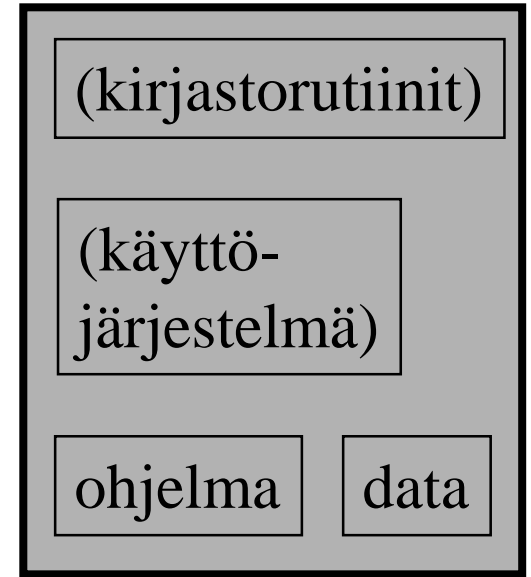 (kirjastorutiinit)
(käyttö-
järjestelmä)
ohjelma
data